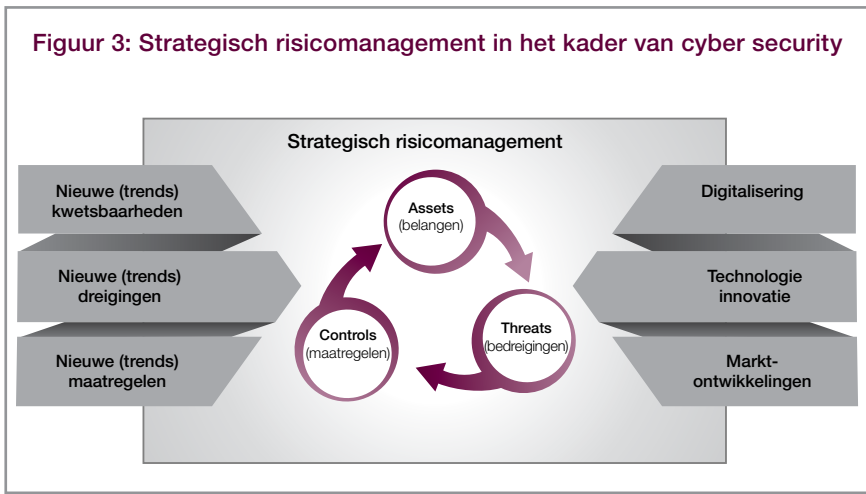 Figuur 3: Strategisch risicomanagement in het kader van cyber security
Strategisch risicomanagement
Nieuwe (trends)
kwetsbaarheden
Nieuwe (trends)
dreigingen
Nieuwe (trends)
maatregelen
Assets
(belangen)
Threats
(bedreigingen)
Controls
(maatregelen)
Digitalisering
Technologie
innovatie
Markt-
ontwikkelingen